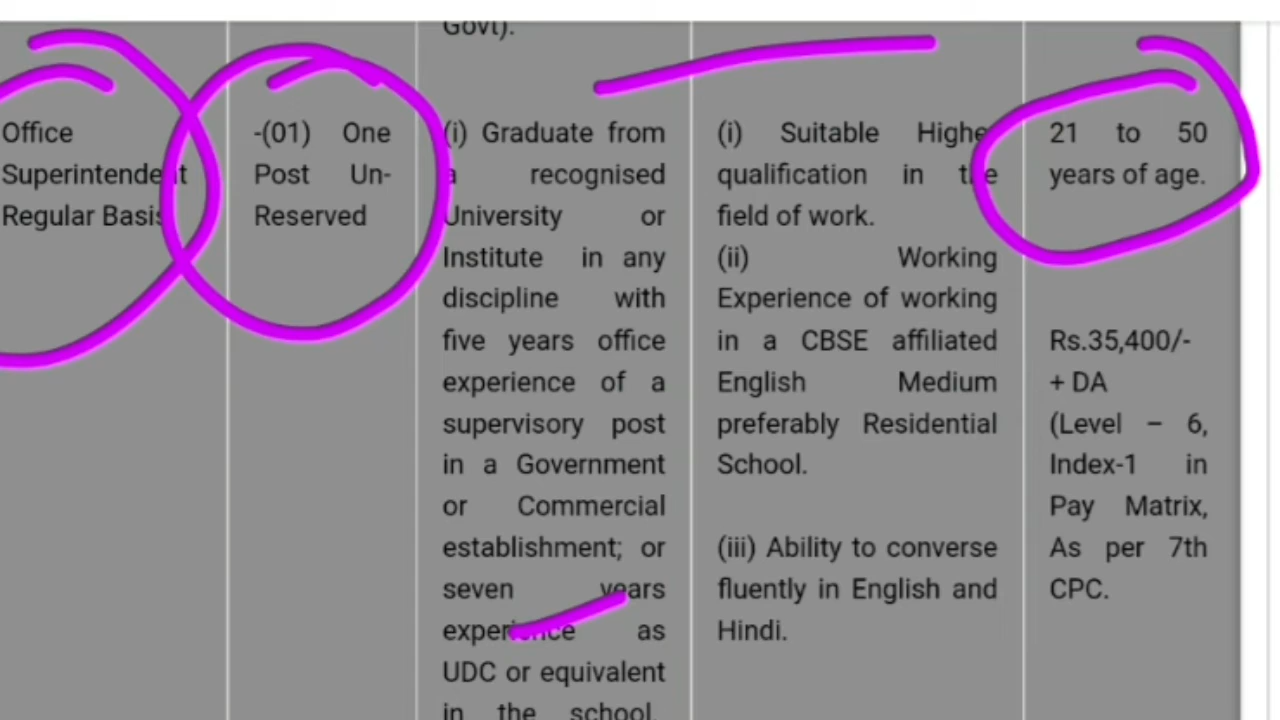 Govt).
Office
Superintendent
Regular Basis
-(01) One
Post Un-
Reserved
(i) Graduate from
a recognised
University or
Institute in any
discipline with
five years office
experience of a
supervisory post
in a Government
or Commercial
establishment; or
seven years
experience as
UDC or equivalent
in the school.
(i) Suitable Higher
qualification in the
field of work.
(ii) Working
Experience of working
in a CBSE affiliated
English Medium
preferably Residential
School.
(iii) Ability to converse
fluently in English and
Hindi.
21 to 50
years of age.
Rs.35,400/-
+ DA
(Level – 6,
Index-1 in
Pay Matrix,
As per 7th
CPC.